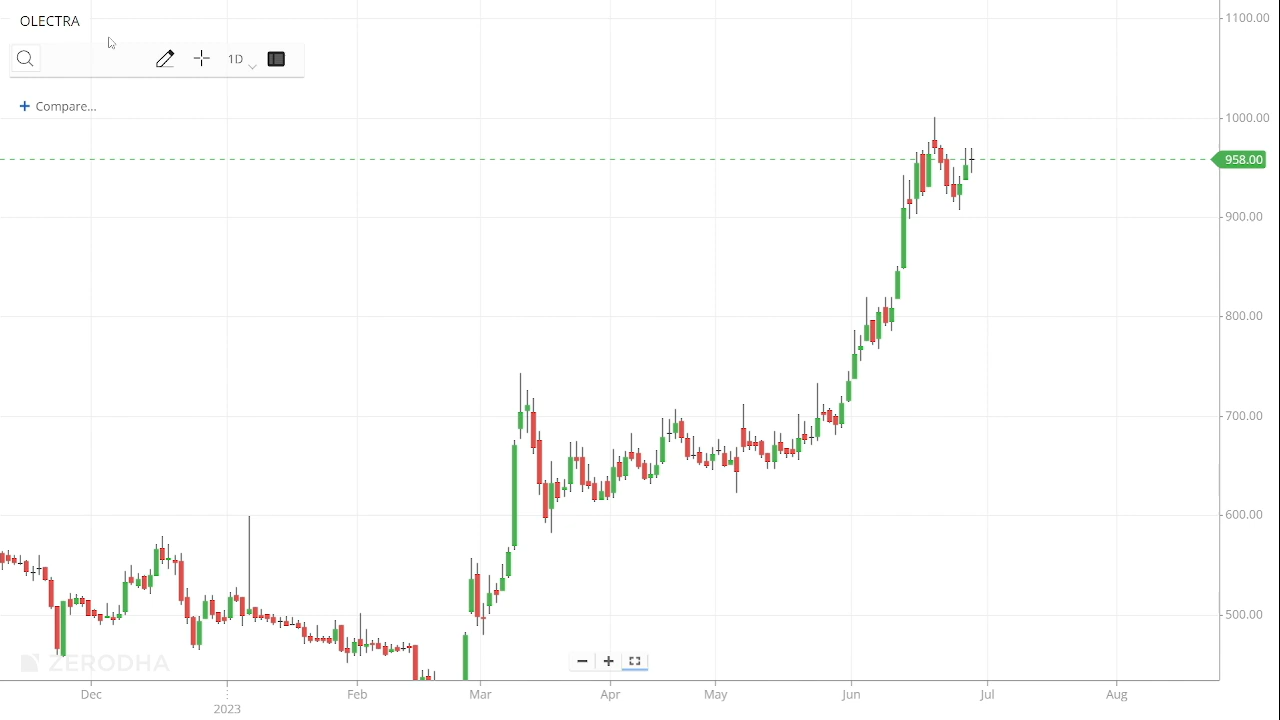 OLECTRA
1D
+ Compare...
1100.00
1000.00
958.00
900.00
800.00
700.00
600.00
500.00
ZERODHA
Dec
Feb
Mar
Apr
May
Jun
Jul
Aug
2023